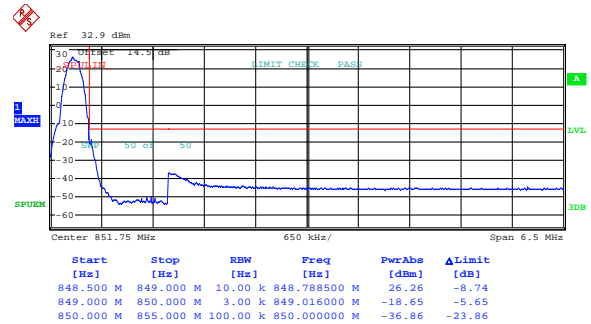 R S
Ref 32.9 dBm
Offset 14.5 dB
30
SPULIN
LIMIT CHECK PASS
20
A
10
0
1
MAXH
-10
LVL
-20
SWP 50 of 50
-30
-40
-50
SPUEM
3DB
-60
Center 851.75 MHz 650 kHz/ Span 6.5 MHz
Start Stop RBW Freq PwrAbs ΔLimit
[Hz] [Hz] [Hz] [Hz] [dBm] [dB]
848.500 M 849.000 M 10.00 k 848.788500 M 26.26 -8.74
849.000 M 850.000 M 3.00 k 849.016000 M -18.65 -5.65
850.000 M 855.000 M 100.00 k 850.000000 M -36.86 -23.86